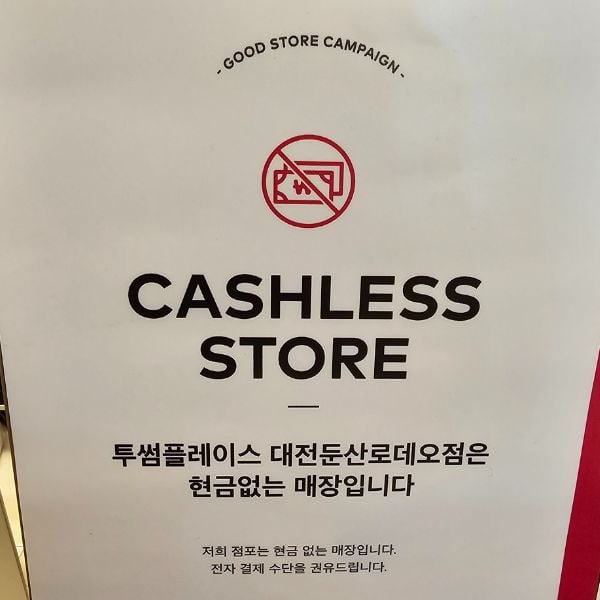 - GOOD STORE CAMPAIGN -
CASHLESS
STORE
투썸플레이스 대전둔산로데오점은
현금없는 매장입니다
저희 점포는 현금 없는 매장입니다.
전자 결제 수단을 권유드립니다.